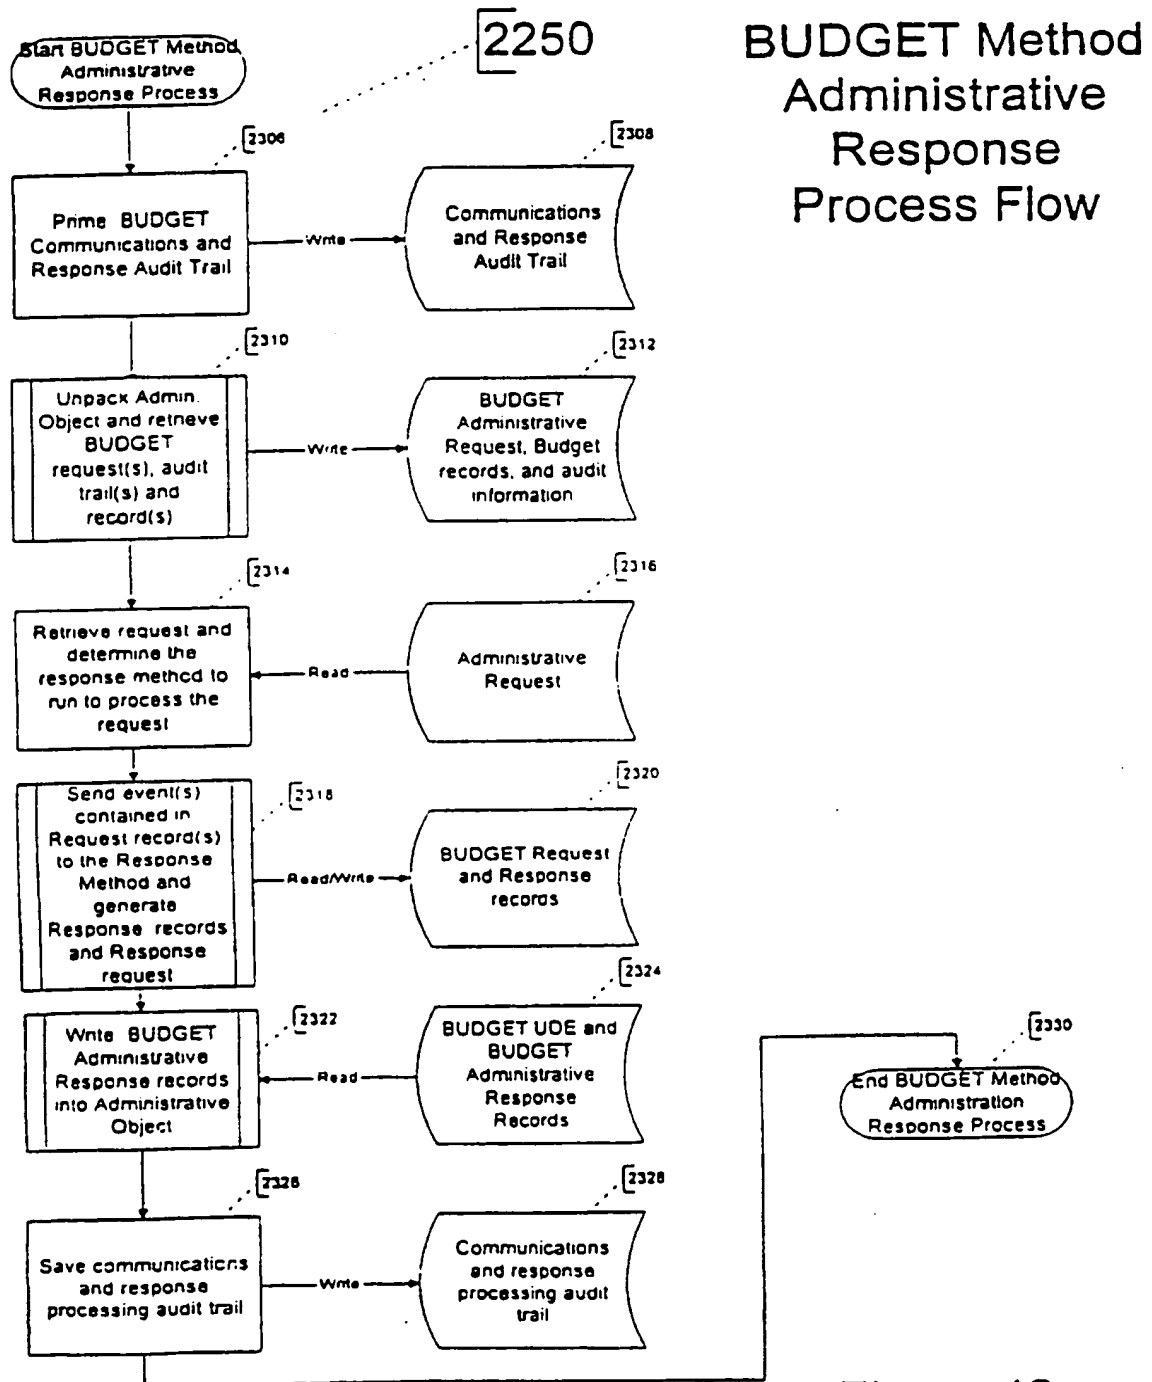 2250
BUDGET Method
Administrative
Response
Process Flow
Start BUDGET Method
Administrative
Response Process
2306
Prime BUDGET
Communications and
Response Audit Trail
Write
2308
Communications
and Response
Audit Trail
2310
Unpack Admin.
Object and retrieve
BUDGET
request(s), audit
trail(s) and
record(s)
Write
2312
BUDGET
Administrative
Request, Budget
records, and audit
information
2314
Retrieve request and
determine the
response method to
run to process the
request
Read
2316
Administrative
Request
2318
Send event(s)
contained in
Request record(s)
to the Response
Method and
generate
Response records
and Response
request
Read/Write
2320
BUDGET Request
and Response
records
2322
Write BUDGET
Administrative
Response records
into Administrative
Object
Read
2324
BUDGET UDE and
BUDGET
Administrative
Response
Records
2326
Save communications
and response
processing audit trail
Write
2328
Communications
and response
processing audit
trail
2330
End BUDGET Method
Administration
Response Process